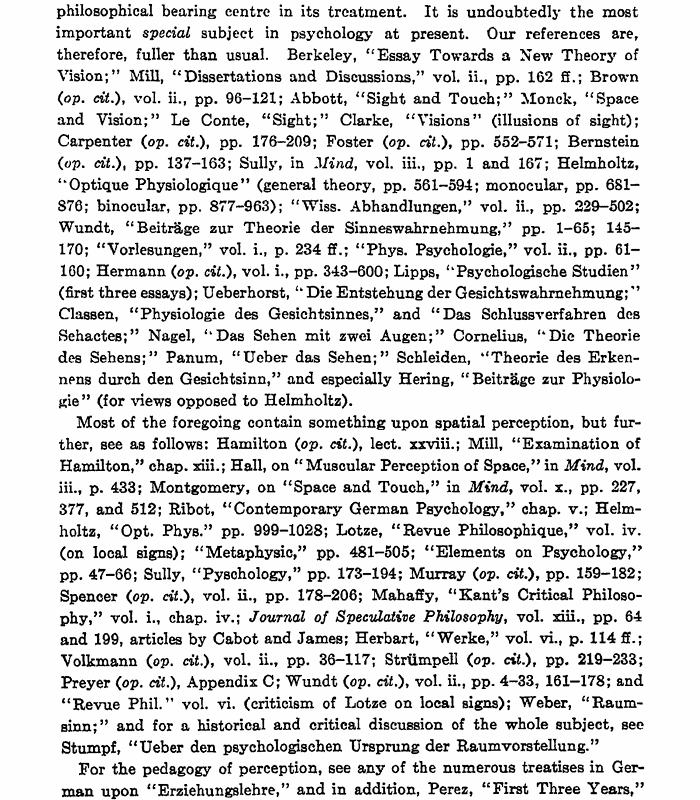 philosophical bearing centre in its treatment. It is undoubtedly the most
important special subject in psychology at present. Our references are,
therefore, fuller than usual. Berkeley, “Essay Towards a New Theory of
Vision;” Mill, “Dissertations and Discussions,” vol. ii., pp. 162 ff.; Brown
(op. cit.), vol. ii., pp. 96–121; Abbott, “Sight and Touch;” Monck, “Space
and Vision;” Le Conte, “Sight;” Clarke, “Visions” (illusions of sight);
Carpenter (op. cit.), pp. 176–209; Foster (op. cit.), pp. 552–571; Bernstein
(op. cit.), pp. 137–163; Sully, in Mind, vol. iii., pp. 1 and 167; Helmholtz,
“Optique Physiologique” (general theory, pp. 561–594; monocular, pp. 681–
876; binocular, pp. 877–963); “Wiss. Abhandlungen,” vol. ii., pp. 229–502;
Wundt, “Beiträge zur Theorie der Sinneswahrnehmung,” pp. 1–65; 145–
170; “Vorlesungen,” vol. i., p. 234 ff.; “Phys. Psychologie,” vol. ii., pp. 61–
160; Hermann (op. cit.), vol. i., pp. 343–600; Lipps, “Psychologische Studien”
(first three essays); Ueberhorst, “Die Entstehung der Gesichtswahrnehmung;”
Classen, “Physiologie des Gesichtsinnes,” and “Das Schlussverfahren des
Sehactes;” Nagel, “Das Sehen mit zwei Augen;” Cornelius, “Die Theorie
des Sehens;” Panum, “Ueber das Sehen;” Schleiden, “Theorie des Erken-
nens durch den Gesichtsinn,” and especially Hering, “Beiträge zur Physiolo-
gie” (for views opposed to Helmholtz).
Most of the foregoing contain something upon spatial perception, but fur-
ther, see as follows: Hamilton (op. cit.), lect. xxviii.; Mill, “Examination of
Hamilton,” chap. xiii.; Hall, on “Muscular Perception of Space,” in Mind, vol.
iii., p. 433; Montgomery, on “Space and Touch,” in Mind, vol. x., pp. 227,
377, and 512; Ribot, “Contemporary German Psychology,” chap. v.; Helm-
holtz, “Opt. Phys.” pp. 999–1028; Lotze, “Revue Philosophique,” vol. iv.
(on local signs); “Metaphysic,” pp. 481–505; “Elements on Psychology,”
pp. 47–66; Sully, “Pyschology,” pp. 173–194; Murray (op. cit.), pp. 159–182;
Spencer (op. cit.), vol. ii., pp. 178–206; Mahaffy, “Kant's Critical Philoso-
phy,” vol. i., chap. iv.; Journal of Speculative Philosophy, vol. xiii., pp. 64
and 199, articles by Cabot and James; Herbart, “Werke,” vol. vi., p. 114 ff.;
Volkmann (op. cit.), vol. ii., pp. 36–117; Strümpell (op. cit.), pp. 219–233;
Preyer (op. cit.), Appendix C; Wundt (op. cit.), vol. ii., pp. 4–33, 161–178; and
“Revue Phil.” vol. vi. (criticism of Lotze on local signs); Weber, “Raum-
sinn;” and for a historical and critical discussion of the whole subject, see
Stumpf, “Ueber den psychologischen Ursprung der Raumvorstellung.”
For the pedagogy of perception, see any of the numerous treatises in Ger-
man upon “Erziehungslehre,” and in addition, Perez, “First Three Years,”